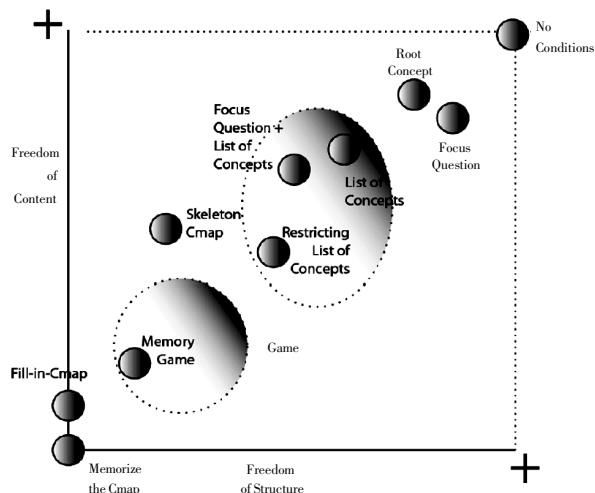 +
No
Conditions
Root
Concept
Focus
Question +
List of
Concepts
Focus
Question
Freedom
of
Content
List of
Concepts
Skeleton
Cmap
Restricting
List of
Concepts
Memory
Game
Game
Fill-in-Cmap
+
Memorize
the Cmap
Freedom
of Structure